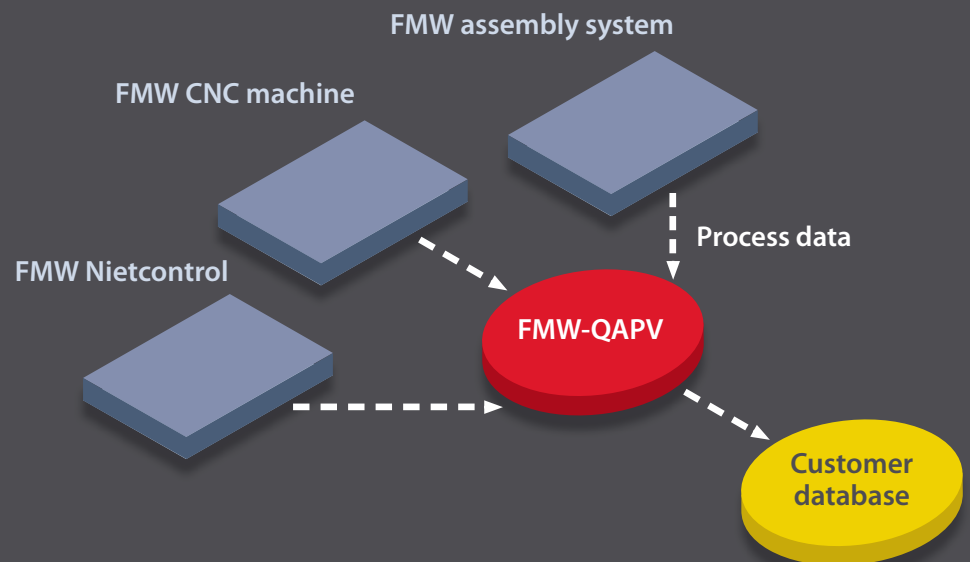 FMW assembly system
FMW CNC machine
Process data
FMW Nietcontrol
FMW-QAPV
Customer
database